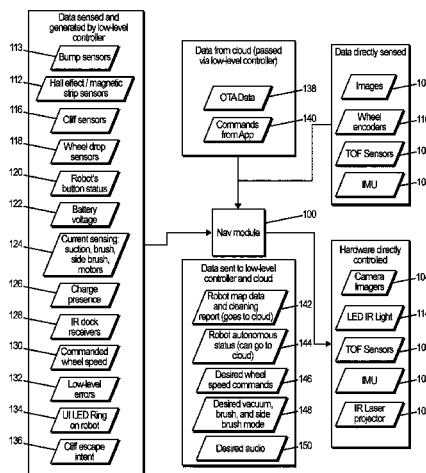 Data sensed and
generated by low-level
controller
113
Bump sensors
112
Hall effect / magnetic
strip sensors
116
Cliff sensors
118
Wheel drop
sensors
120
Robot's
button status
122
Battery
voltage
124
Current sensing:
suction, brush,
side brush,
motors
126
Charge
presence
128
IR dock
receivers
130
Commanded
wheel speed
132
Low-level
errors
134
UI LED Ring on
robot
136
Cliff escape
intent
Data from cloud (passed
via low-level controller)
OTA Data
138
Commands
from App
140
Nav module
100
Data sent to low-level
controller and cloud
Robot map data
and cleaning
report (goes to cloud)
142
Robot autonomous
status (can go to
cloud)
144
Desired wheel
speed commands
146
Desired vacuum,
brush, and side
brush mode
148
Desired audio
150
Data directly sensed
Images
Wheel
encoders
TOF Sensors
IMU
Hardware directly
controlled
Camera
Imagers
LED IR Light
TOF Sensors
IMU
IR Laser
projector